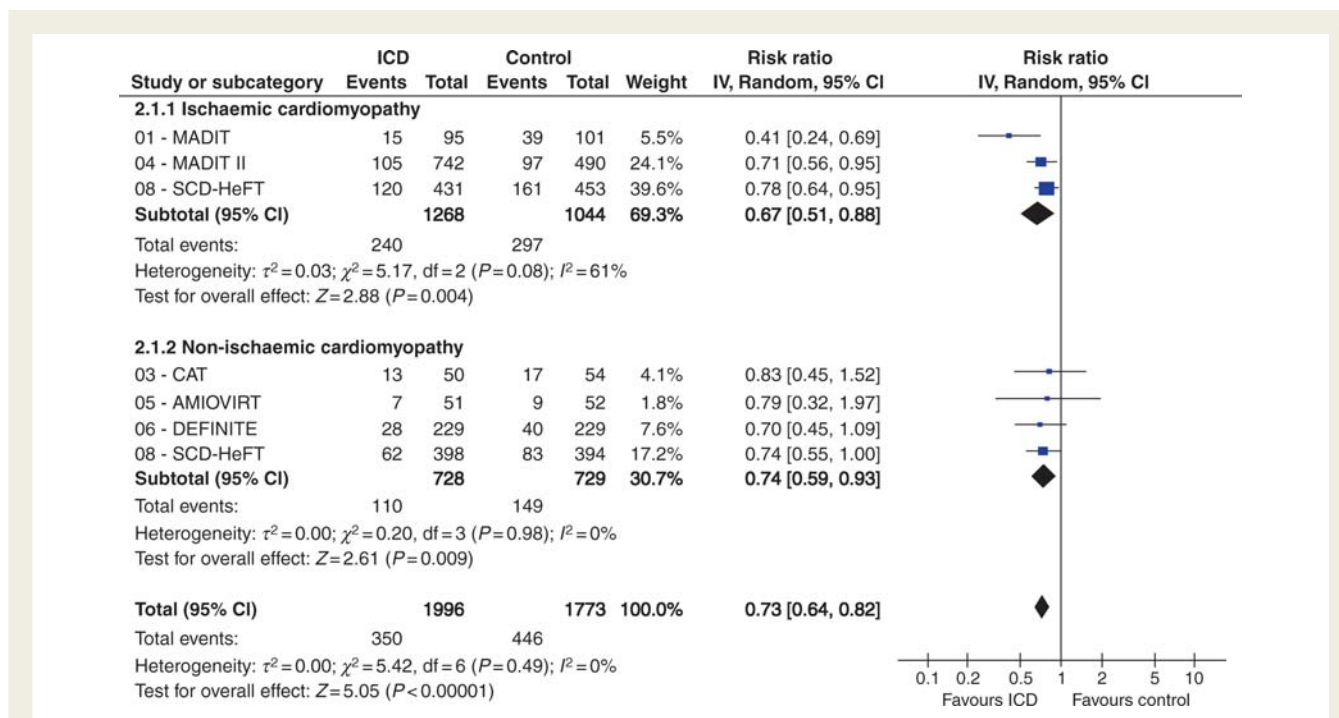 ICD Control Risk ratio Risk ratio
Study or subcategory Events Total Events Total Weight IV, Random, 95% CI IV, Random, 95% CI
2.1.1 Ischaemic cardiomyopathy
01 - MADIT 15 95 39 101 5.5% 0.41 [0.24, 0.69]
04 - MADIT II 105 742 97 490 24.1% 0.71 [0.56, 0.95]
08 - SCD-HeFT 120 431 161 453 39.6% 0.78 [0.64, 0.95]
Subtotal (95% CI) 1268 1044 69.3% 0.67 [0.51, 0.88]
Total events: 240 297
Heterogeneity: τ²=0.03; χ²=5.17, df=2 (P=0.08); I²=61%
Test for overall effect: Z=2.88 (P=0.004)
2.1.2 Non-ischaemic cardiomyopathy
03 - CAT 13 50 17 54 4.1% 0.83 [0.45, 1.52]
05 - AMIOVIRT 7 51 9 52 1.8% 0.79 [0.32, 1.97]
06 - DEFINITE 28 229 40 229 7.6% 0.70 [0.45, 1.09]
08 - SCD-HeFT 62 398 83 394 17.2% 0.74 [0.55, 1.00]
Subtotal (95% CI) 728 729 30.7% 0.74 [0.59, 0.93]
Total events: 110 149
Heterogeneity: τ²=0.00; χ²=0.20, df=3 (P=0.98); I²=0%
Test for overall effect: Z=2.61 (P=0.009)
Total (95% CI) 1996 1773 100.0% 0.73 [0.64, 0.82]
Total events: 350 446
Heterogeneity: τ²=0.00; χ²=5.42, df=6 (P=0.49); I²=0%
Test for overall effect: Z=5.05 (P<0.00001)
0.1 0.2 0.5 1 2 5 10
Favours ICD Favours control